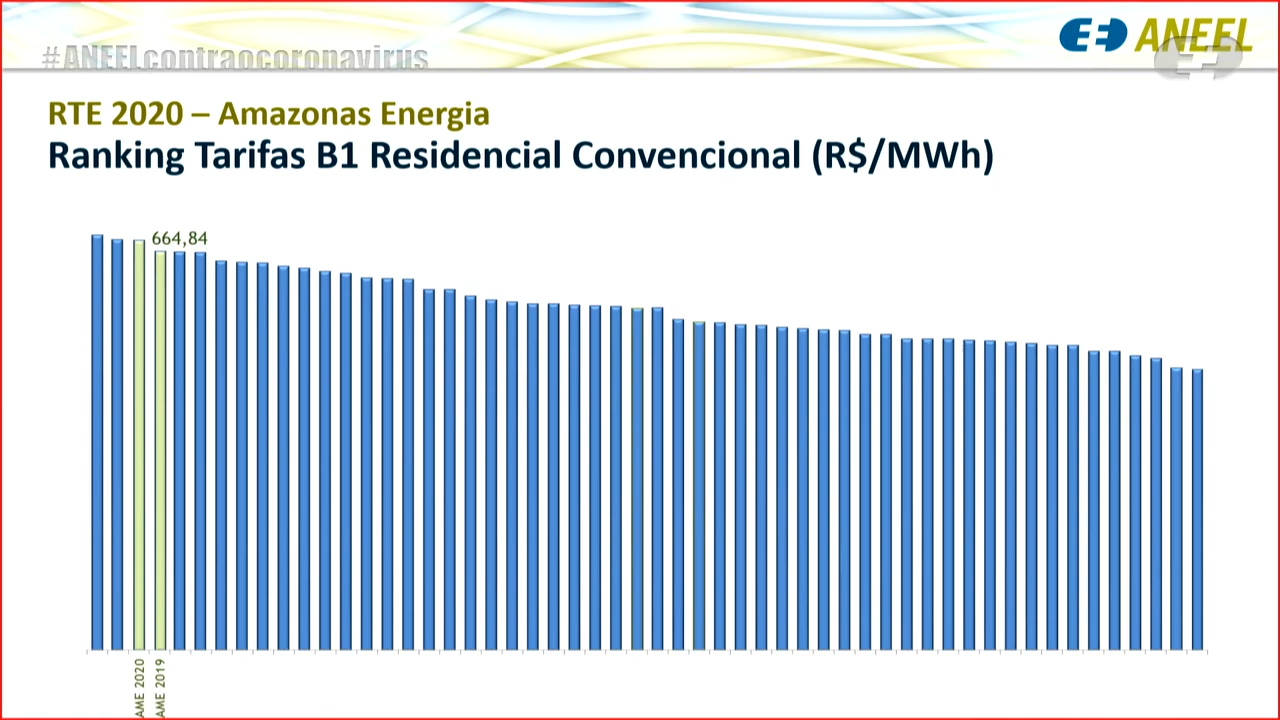 #ANEELcontraocoronavirus
ANEEL
RTE 2020 – Amazonas Energia
Ranking Tarifas B1 Residencial Convencional (R$/MWh)
664,84
AME 2020
AME 2019